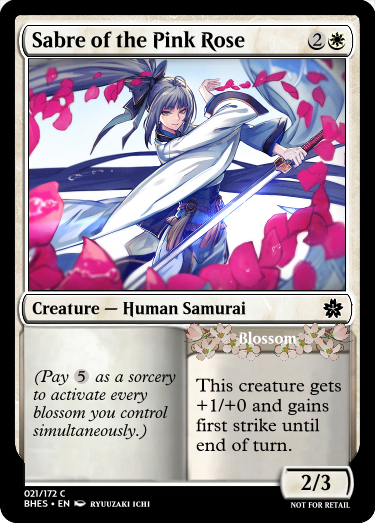 Sabre of the Pink Rose 2
Creature — Human Samurai
Blossom
(Pay 5 as a sorcery
to activate every
blossom you control
simultaneously.)
This creature gets
+1/+0 and gains
first strike until
end of turn.
2/3
021/172 C
BHES • EN RYUUZAKI ICHI
NOT FOR RETAIL